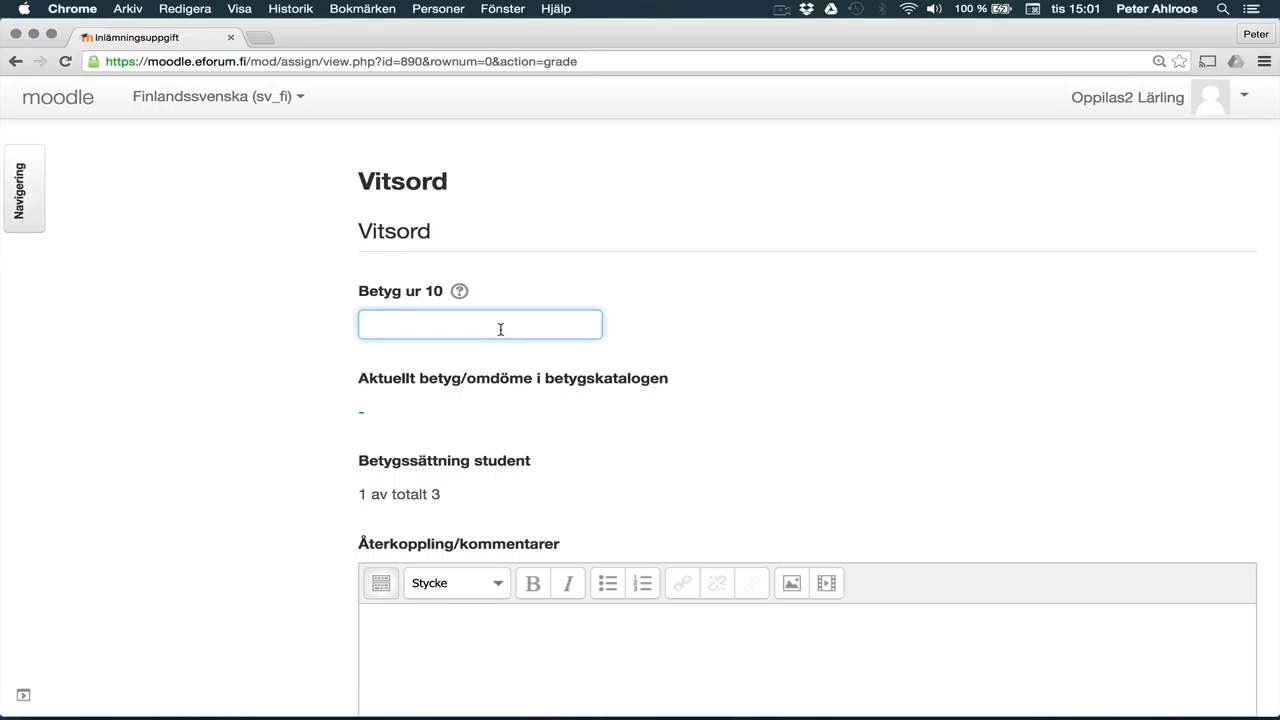 Chrome Arkiv Redigera Visa Historik Bokmärken Personer Fönster Hjälp 100 % tis 15:01 Peter Ahlroos
Inlämningsuppgift Peter
https://moodle.eforum.fi/mod/assign/view.php?id=890&rownum=0&action=grade
moodle Finlandssvenska (sv_fi) Oppilas2 Lärling
Navigering
Vitsord
Vitsord
Betyg ur 10
Aktuellt betyg/omdöme i betygskatalogen
-
Betygssättning student
1 av totalt 3
Återkoppling/kommentarer
Stycke B I